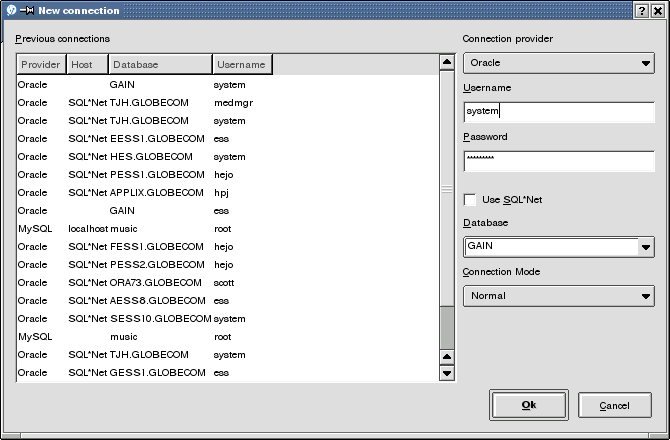 New connection
Previous connections
Provider Host Database Username
Oracle GAIN system
Oracle SQL*Net TJH.GLOBECOM medmgr
Oracle SQL*Net TJH.GLOBECOM system
Oracle SQL*Net EESS1.GLOBECOM ess
Oracle SQL*Net HES.GLOBECOM system
Oracle SQL*Net PESS1.GLOBECOM hejo
Oracle SQL*Net APPLIX.GLOBECOM hpj
Oracle GAIN ess
MySQL localhost music root
Oracle SQL*Net FESS1.GLOBECOM hejo
Oracle SQL*Net PESS2.GLOBECOM hejo
Oracle SQL*Net ORA73.GLOBECOM scott
Oracle SQL*Net AESS8.GLOBECOM ess
Oracle SQL*Net SESS10.GLOBECOM system
MySQL music root
Oracle SQL*Net TJH.GLOBECOM system
Oracle SQL*Net GESS1.GLOBECOM ess
Connection provider
Oracle
Username
system
Password
*********
Use SQL*Net
Database
GAIN
Connection Mode
Normal
Ok Cancel